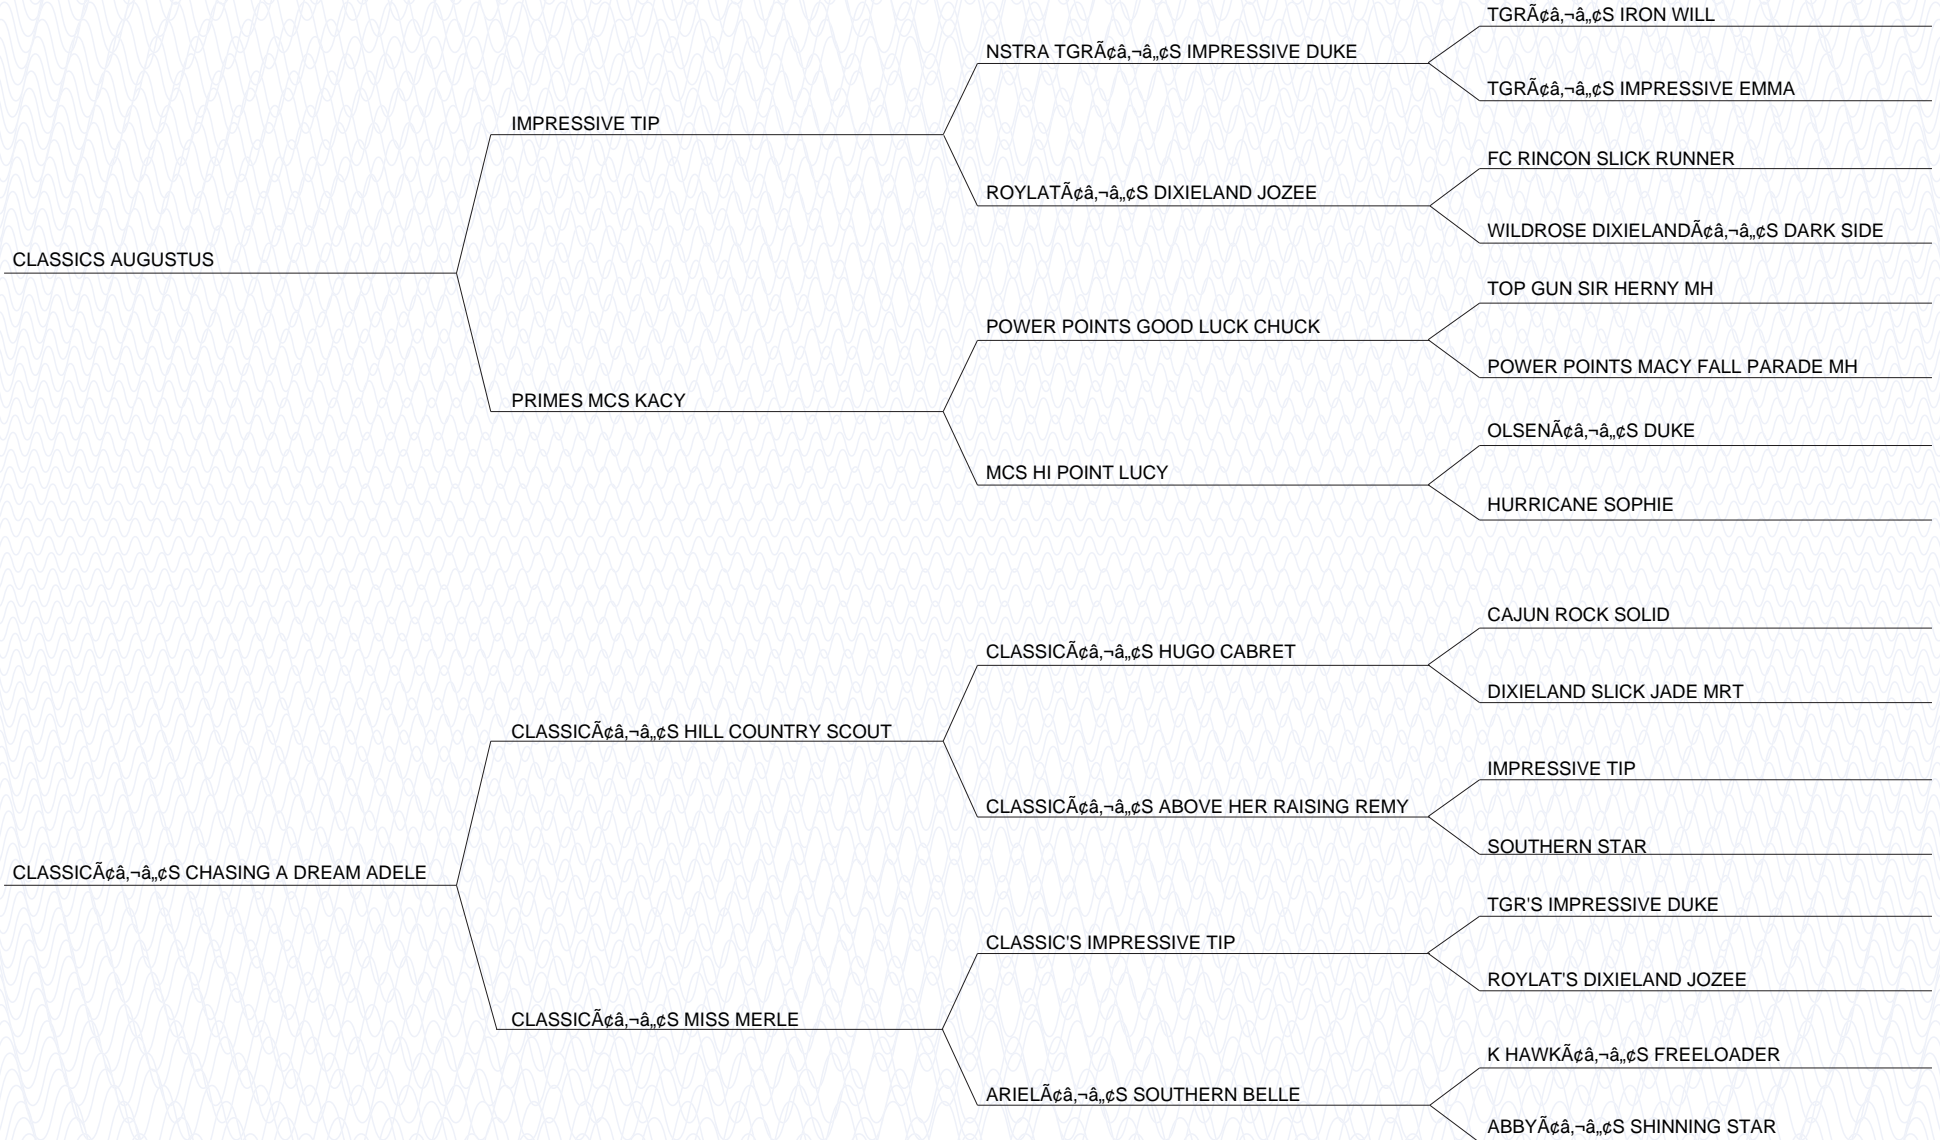 TGRÃ¢â‚¬â„¢S IRON WILL
NSTRA TGRÃ¢â‚¬â„¢S IMPRESSIVE DUKE
TGRÃ¢â‚¬â„¢S IMPRESSIVE EMMA
IMPRESSIVE TIP
FC RINCON SLICK RUNNER
ROYLATÃ¢â‚¬â„¢S DIXIELAND JOZEE
WILDROSE DIXIELANDÃ¢â‚¬â„¢S DARK SIDE
CLASSICS AUGUSTUS
TOP GUN SIR HERNY MH
POWER POINTS GOOD LUCK CHUCK
POWER POINTS MACY FALL PARADE MH
PRIMES MCS KACY
OLSENÃ¢â‚¬â„¢S DUKE
MCS HI POINT LUCY
HURRICANE SOPHIE
CAJUN ROCK SOLID
CLASSICÃ¢â‚¬â„¢S HUGO CABRET
DIXIELAND SLICK JADE MRT
CLASSICÃ¢â‚¬â„¢S HILL COUNTRY SCOUT
IMPRESSIVE TIP
CLASSICÃ¢â‚¬â„¢S ABOVE HER RAISING REMY
SOUTHERN STAR
CLASSICÃ¢â‚¬â„¢S CHASING A DREAM ADELE
TGR'S IMPRESSIVE DUKE
CLASSIC'S IMPRESSIVE TIP
ROYLAT'S DIXIELAND JOZEE
CLASSICÃ¢â‚¬â„¢S MISS MERLE
K HAWKÃ¢â‚¬â„¢S FREELOADER
ARIELÃ¢â‚¬â„¢S SOUTHERN BELLE
ABBYÃ¢â‚¬â„¢S SHINNING STAR